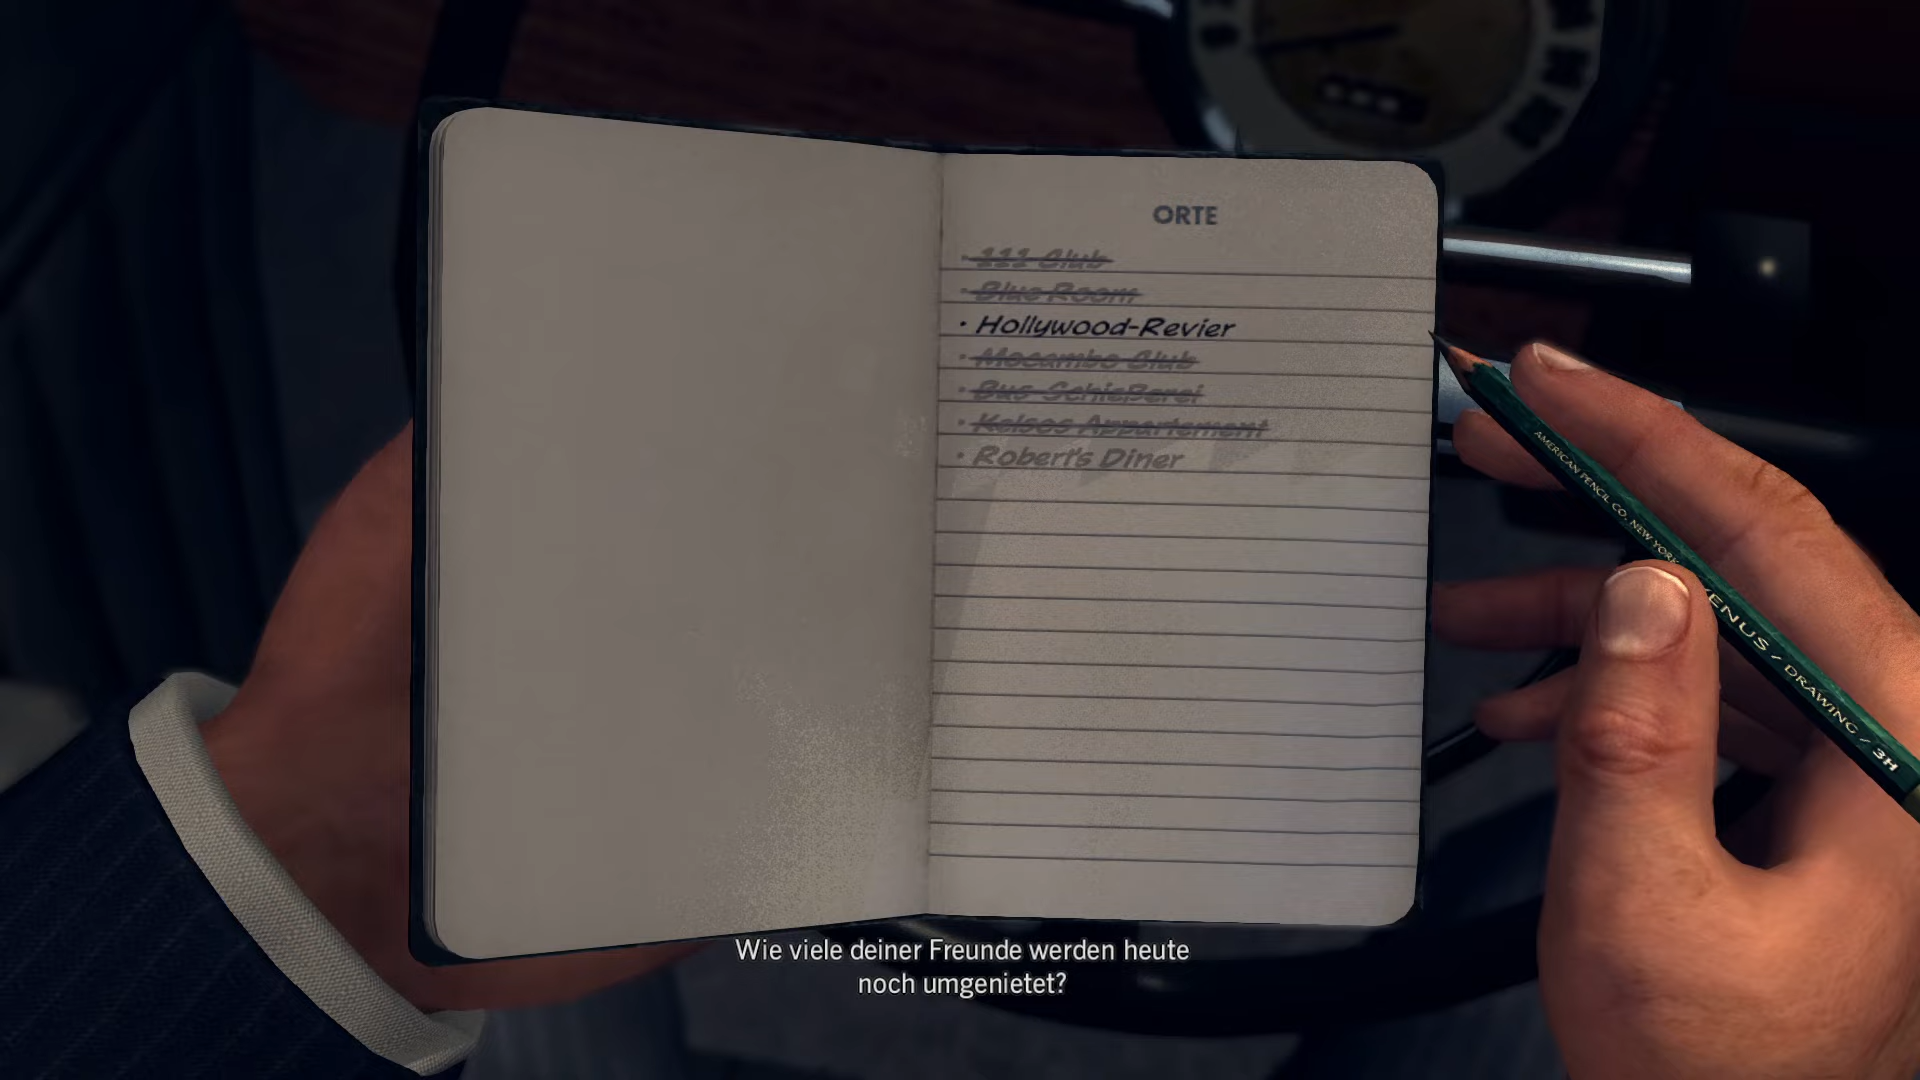 ORTE
· 111 Club
· Blue Room
· Hollywood-Revier
· Mocambo Club
· Bus-Schießerei
· Kelsos Appartement
· Robert's Diner
AMERICAN PENCIL CO. NEW YORK
VENUS / DRAWING / 3H
Wie viele deiner Freunde werden heute
noch umgenietet?